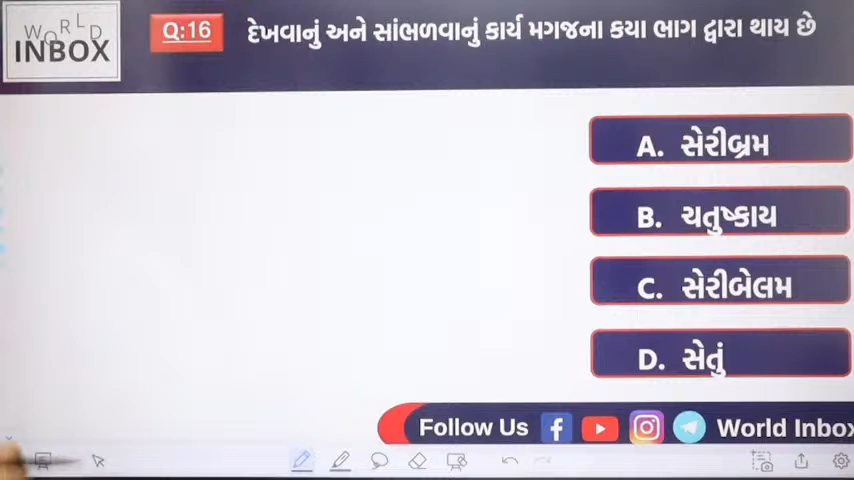 WORLD
INBOX
Q:16
દેખવાનું અને સાંભળવાનું કાર્ય મગજના કયા ભાગ દ્વારા થાય છે
A. સેરીબ્રમ
B. ચતુષ્કાય
C. સેરીબેલમ
D. સેતું
Follow Us
World Inbox